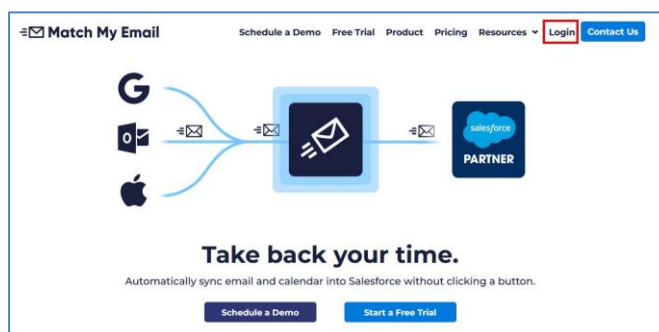 Match My Email
Schedule a Demo Free Trial Product Pricing Resources Login Contact Us
G
o
salesforce
PARTNER
Take back your time.
Automatically sync email and calendar into Salesforce without clicking a button.
Schedule a Demo Start a Free Trial